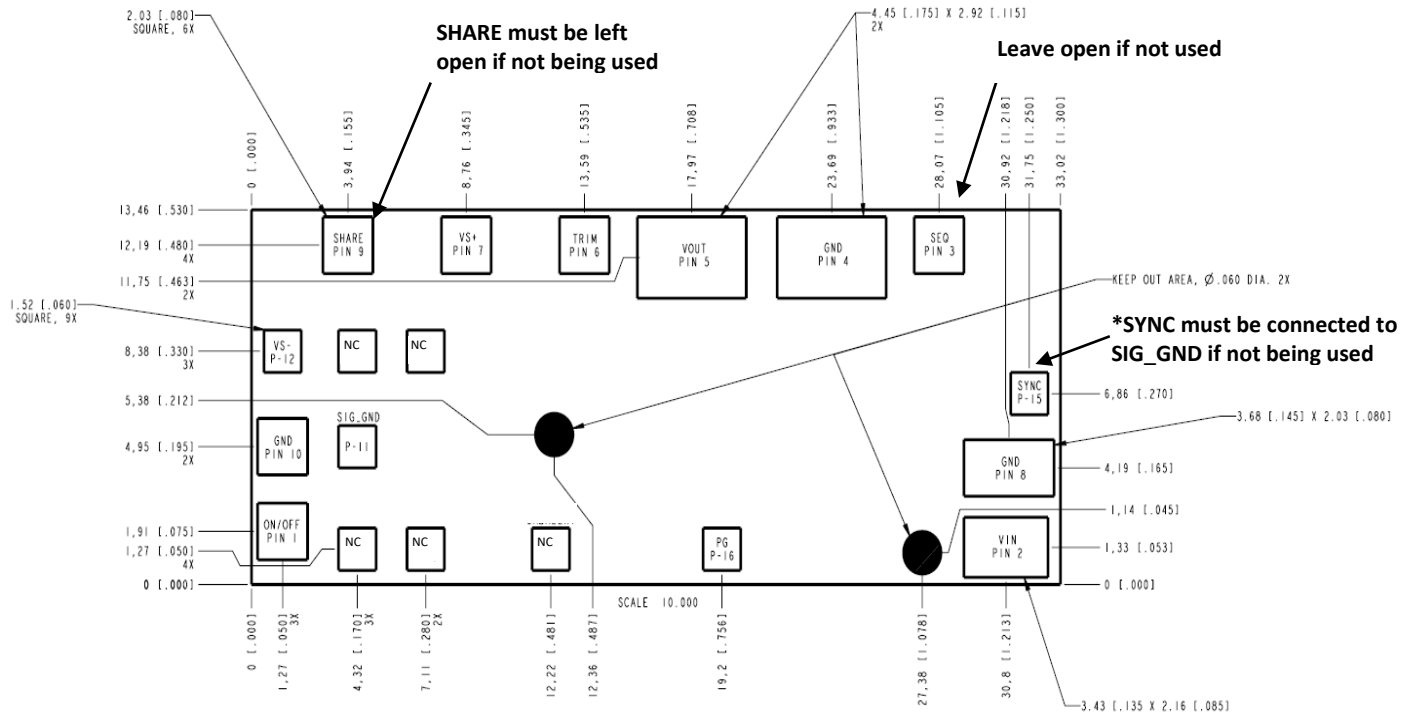 2.03 [.080]
SQUARE, 6X
SHARE must be left
open if not being used
4.45 [.175] X 2.92 [.115]
2X
Leave open if not used
0 [.000]
3,94 [.155]
8,76 [.345]
13,59 [.535]
17,97 [.708]
23,69 [.933]
28,07 [1.105]
30,92 [1.218]
31,75 [1.250]
33,02 [1.300]
13,46 [.530]
12,19 [.480]
4X
11,75 [.463]
2X
SHARE
PIN 9
VS+
PIN 7
TRIM
PIN 6
VOUT
PIN 5
GND
PIN 4
SEQ
PIN 3
KEEP OUT AREA, Ø.060 DIA. 2X
1.52 [.060]
SQUARE, 9X
*SYNC must be connected to
SIG_GND if not being used
8,38 [.330]
3X
VS-
P-12
NC
NC
SYNC
P-15
6,86 [.270]
5,38 [.212]
3.68 [.145] X 2.03 [.080]
4,95 [.195]
2X
GND
PIN 10
SIG_GND
P-11
GND
PIN 8
4,19 [.165]
1,14 [.045]
1,91 [.075]
1,27 [.050]
4X
ON/OFF
PIN 1
NC
NC
NC
PG
P-16
VIN
PIN 2
1,33 [.053]
0 [.000]
0 [.000]
SCALE 10.000
0 [.000]
1,27 [.050]
3X
4,32 [.170]
3X
7,11 [.280]
2X
12,22 [.481]
12,36 [.487]
19,2 [.756]
27,38 [1.078]
30,8 [1.213]
3.43 [.135 X 2.16 [.085]